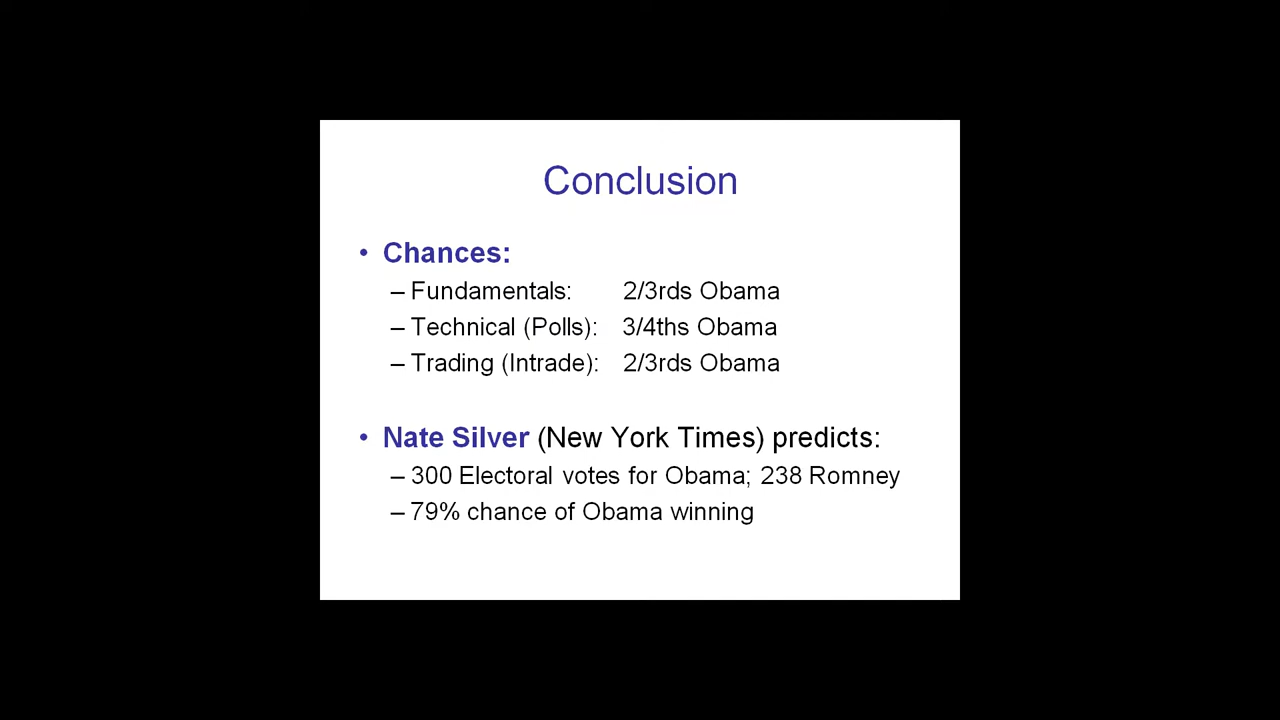 Conclusion
• Chances:
– Fundamentals: 2/3rds Obama
– Technical (Polls): 3/4ths Obama
– Trading (Intrade): 2/3rds Obama
• Nate Silver (New York Times) predicts:
– 300 Electoral votes for Obama; 238 Romney
– 79% chance of Obama winning